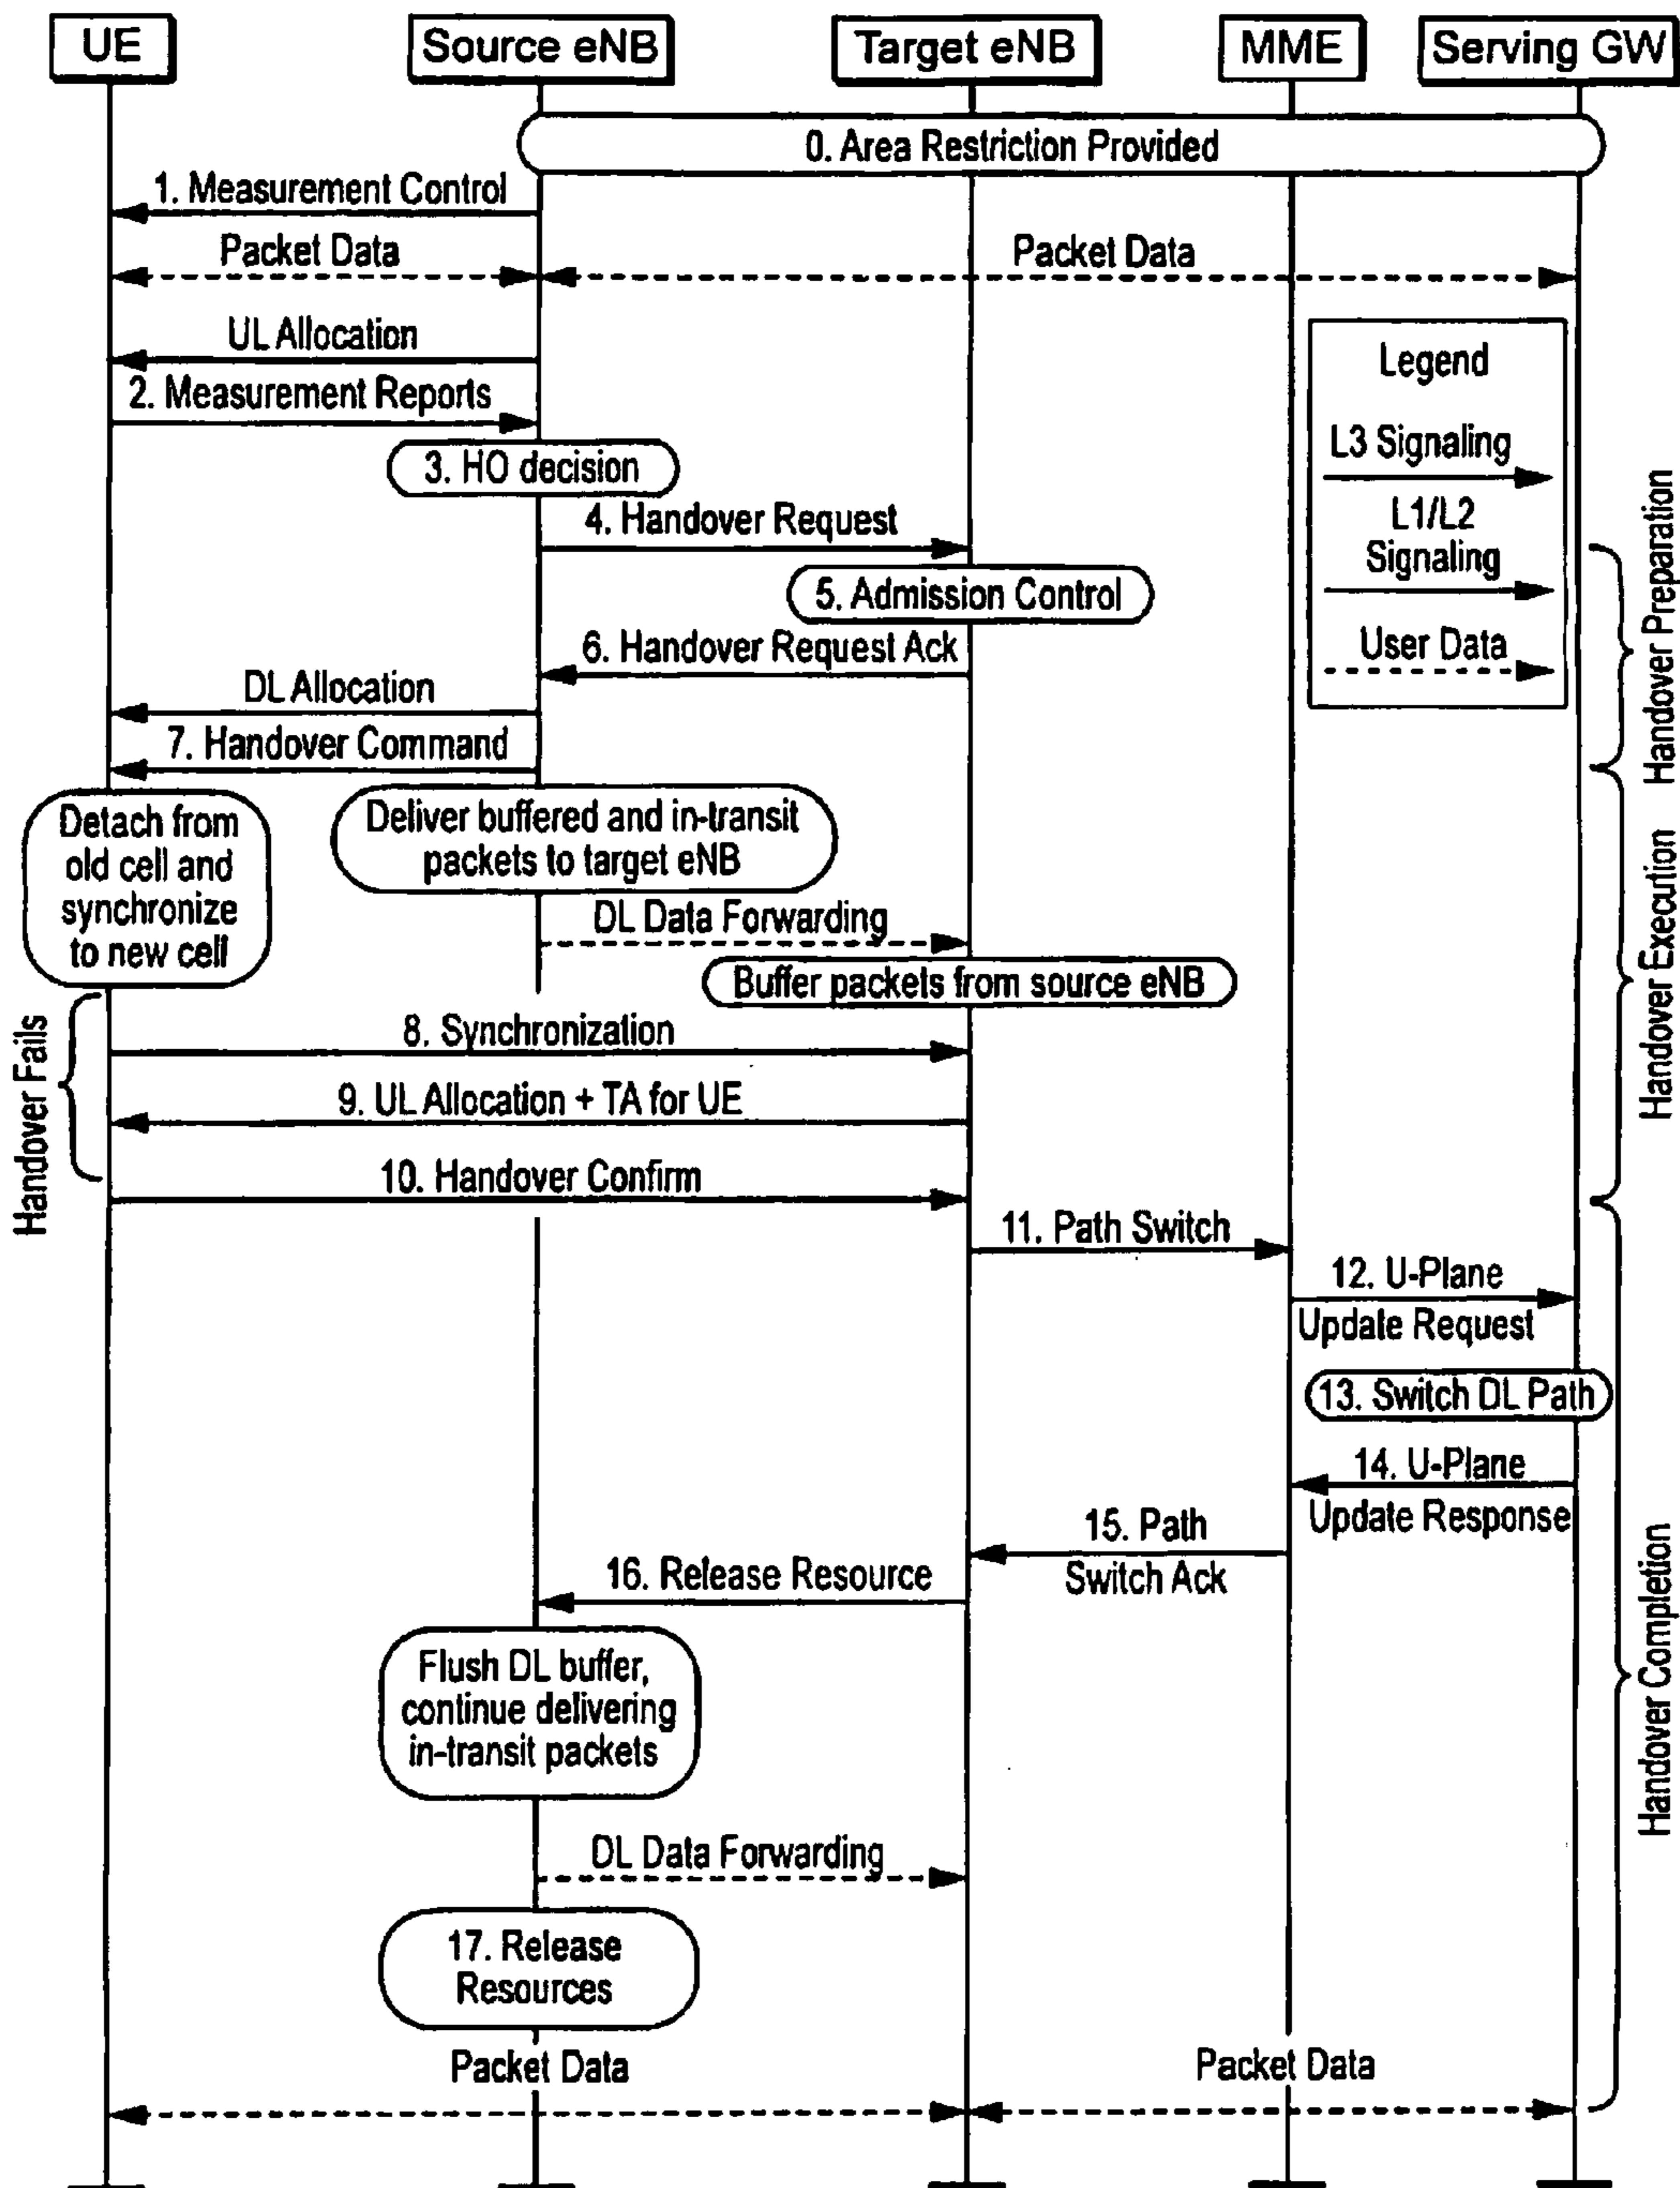 UE
Source eNB
Target eNB
MME
Serving GW
0. Area Restriction Provided
1. Measurement Control
Packet Data
Packet Data
UL Allocation
2. Measurement Reports
3. HO decision
Legend
L3 Signaling
L1/L2
Signaling
User Data
4. Handover Request
5. Admission Control
6. Handover Request Ack
Handover Preparation
DL Allocation
7. Handover Command
Detach from
old cell and
synchronize
to new cell
Deliver buffered and in-transit
packets to target eNB
DL Data Forwarding
Buffer packets from source eNB
Handover Execution
Handover Fails
8. Synchronization
9. UL Allocation + TA for UE
10. Handover Confirm
11. Path Switch
12. U-Plane
Update Request
13. Switch DL Path
14. U-Plane
Update Response
15. Path
Switch Ack
16. Release Resource
Flush DL buffer,
continue delivering
in-transit packets
Handover Completion
DL Data Forwarding
17. Release
Resources
Packet Data
Packet Data